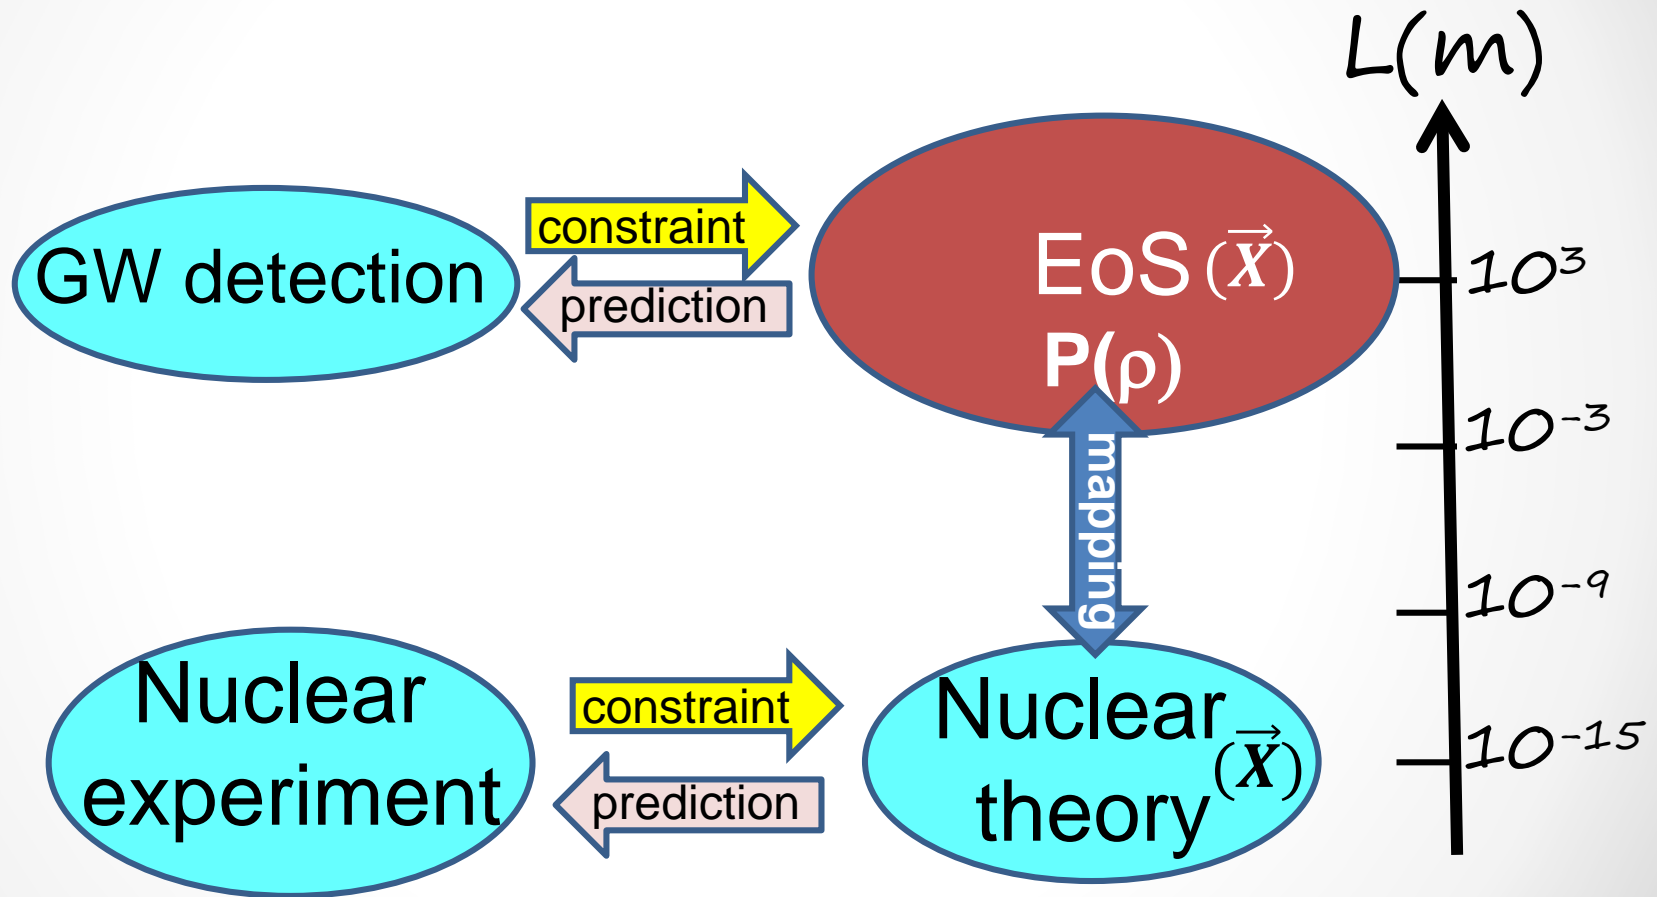 L(m)
constraint
GW detection
prediction
EoS (X⃗)
P(ρ)
10³
10⁻³
mapping
10⁻⁹
Nuclear
experiment
constraint
prediction
Nuclear
theory (X⃗)
10⁻¹⁵